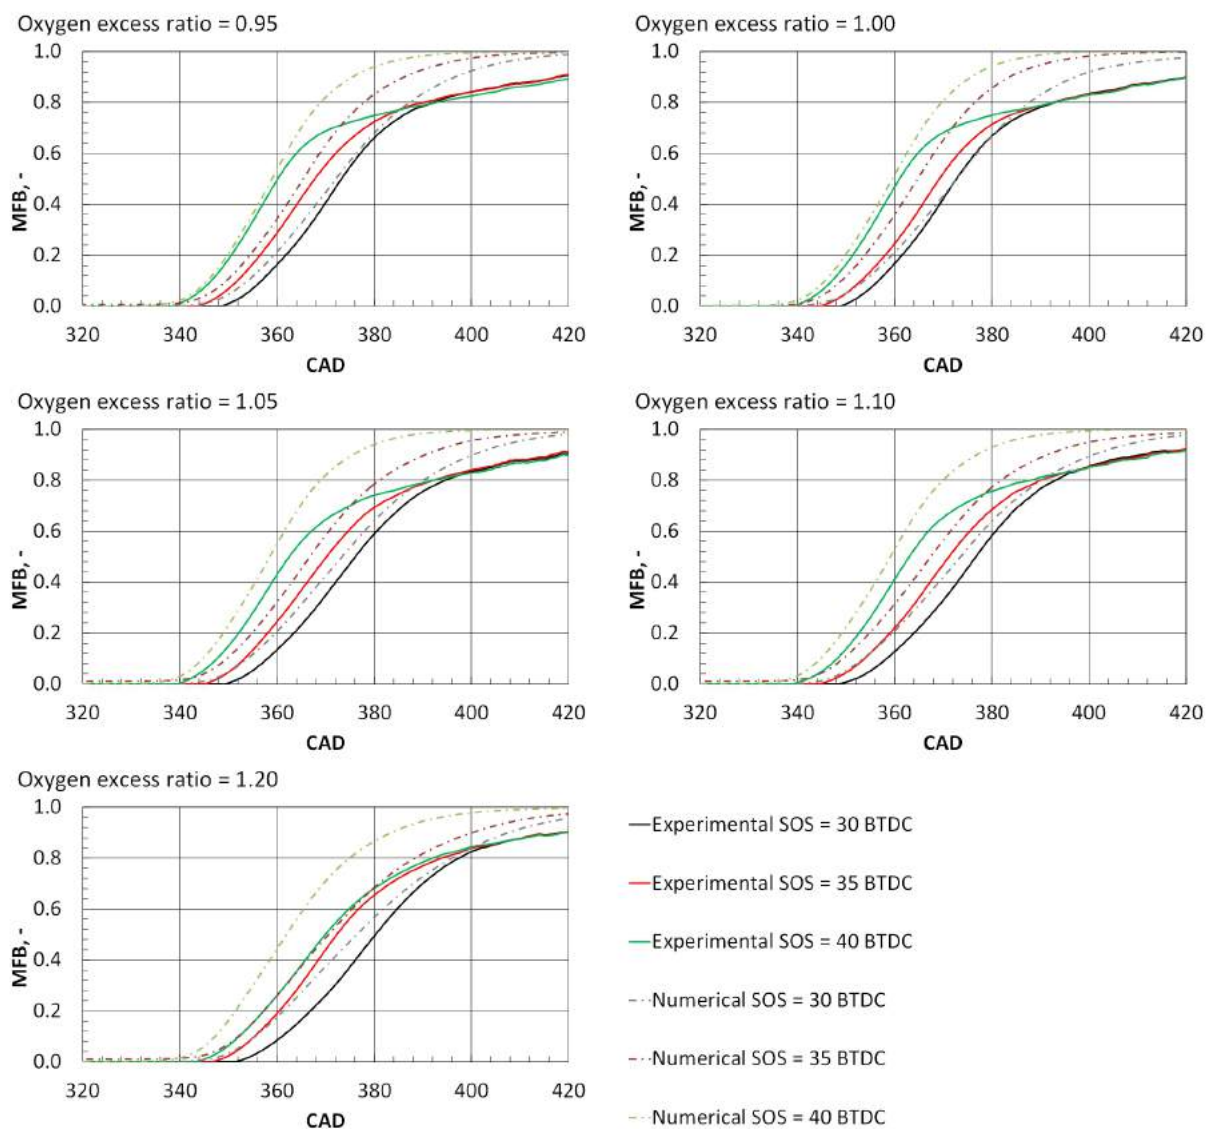 Oxygen excess ratio = 0.95
1.0
0.8
0.6
0.4
0.2
0.0
MFB, -
320 340 360 380 400 420
CAD
Oxygen excess ratio = 1.00
1.0
0.8
0.6
0.4
0.2
0.0
MFB, -
320 340 360 380 400 420
CAD
Oxygen excess ratio = 1.05
1.0
0.8
0.6
0.4
0.2
0.0
MFB, -
320 340 360 380 400 420
CAD
Oxygen excess ratio = 1.10
1.0
0.8
0.6
0.4
0.2
0.0
MFB, -
320 340 360 380 400 420
CAD
Oxygen excess ratio = 1.20
1.0
0.8
0.6
0.4
0.2
0.0
MFB, -
320 340 360 380 400 420
CAD
Experimental SOS = 30 BTDC
Experimental SOS = 35 BTDC
Experimental SOS = 40 BTDC
Numerical SOS = 30 BTDC
Numerical SOS = 35 BTDC
Numerical SOS = 40 BTDC